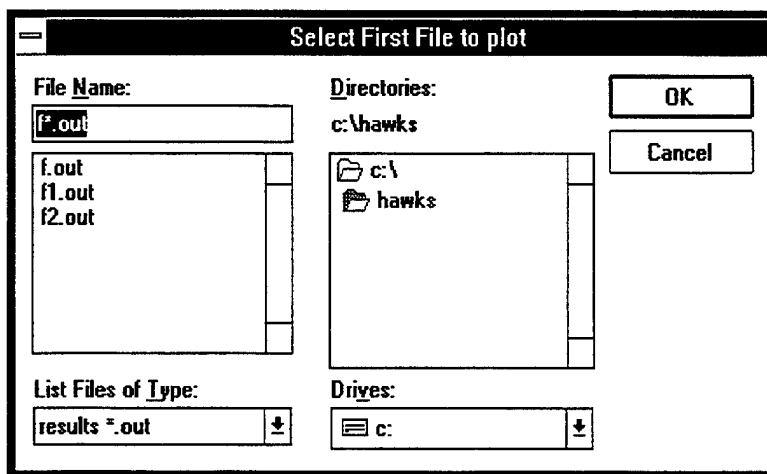 Select First File to plot
File Name:
f*.out
f.out
f1.out
f2.out
List Files of Type:
results *.out
Directories:
c:\hawks
c:\
hawks
Drives:
c:
OK
Cancel